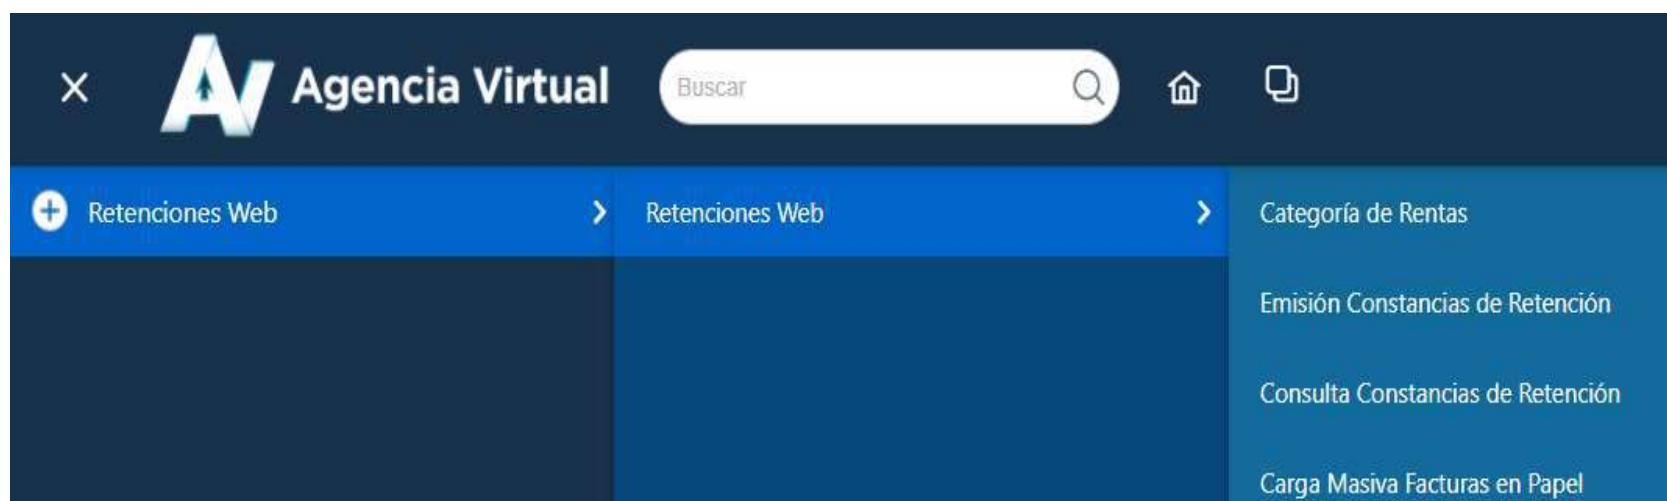 Agencia Virtual
Buscar
Retenciones Web
Retenciones Web
Categoría de Rentas
Emisión Constancias de Retención
Consulta Constancias de Retención
Carga Masiva Facturas en Papel